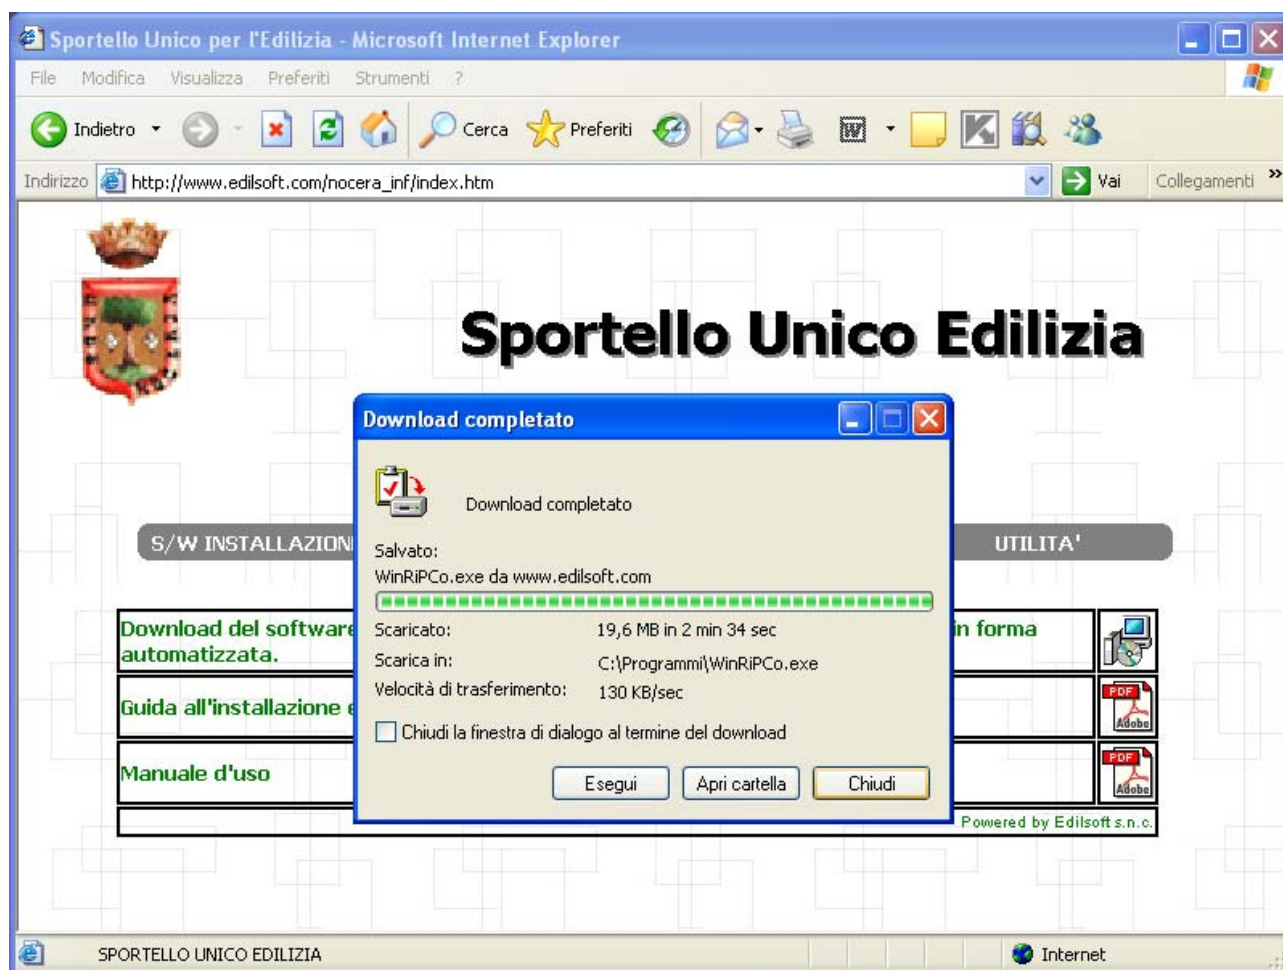 Sportello Unico per l'Edilizia - Microsoft Internet Explorer
File Modifica Visualizza Preferiti Strumenti ?
Indietro Cerca Preferiti
Indirizzo http://www.edilsoft.com/nocera_inf/index.htm Vai Collegamenti »
Sportello Unico Edilizia
Download completato
Download completato
S/W INSTALLAZION UTILITA'
Salvato:
WinRiPCo.exe da www.edilsoft.com
Download del software in forma
automatizzata.
Scaricato: 19,6 MB in 2 min 34 sec
Scarica in: C:\Programmi\WinRiPCo.exe
Velocità di trasferimento: 130 KB/sec
Guida all'installazione e
PDF Adobe
Chiudi la finestra di dialogo al termine del download
Manuale d'uso
PDF Adobe
Esegui Apri cartella Chiudi
Powered by Edilsoft s.n.c.
SPORTELLO UNICO EDILIZIA Internet